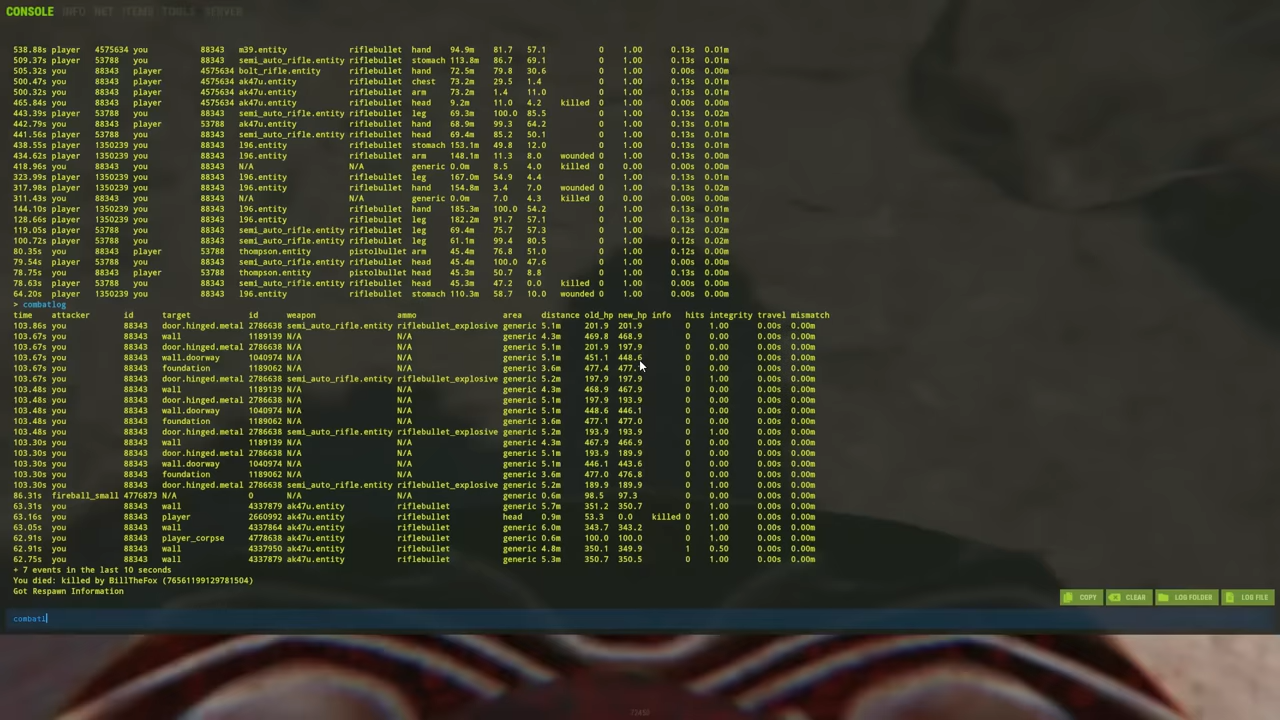 CONSOLE INFO NET ITEMS TOOLS SERVER
538.88s player 4575634 you 88343 m39.entity riflebullet hand 94.9m 81.7 57.1 0 1.00 0.13s 0.01m
509.37s player 53788 you 88343 semi_auto_rifle.entity riflebullet stomach 113.8m 86.7 69.1 0 1.00 0.13s 0.01m
505.32s you 88343 player 4575634 bolt_rifle.entity riflebullet hand 72.5m 79.8 30.6 0 1.00 0.00s 0.00m
500.47s you 88343 player 4575634 ak47u.entity riflebullet chest 73.2m 29.5 1.4 0 1.00 0.13s 0.01m
500.32s you 88343 player 4575634 ak47u.entity riflebullet arm 73.2m 1.4 11.0 0 1.00 0.13s 0.01m
465.84s you 88343 player 4575634 ak47u.entity riflebullet head 9.2m 11.0 4.2 killed 0 1.00 0.00s 0.00m
443.39s player 53788 you 88343 semi_auto_rifle.entity riflebullet leg 69.3m 100.0 85.5 0 1.00 0.13s 0.02m
442.79s you 88343 player 53788 ak47u.entity riflebullet hand 68.9m 99.3 64.2 0 1.00 0.13s 0.01m
441.56s player 53788 you 88343 semi_auto_rifle.entity riflebullet head 69.4m 85.2 50.1 0 1.00 0.13s 0.01m
438.55s player 1350239 you 88343 l96.entity riflebullet stomach 153.1m 49.8 12.0 0 1.00 0.13s 0.01m
434.62s player 1350239 you 88343 l96.entity riflebullet arm 148.1m 11.3 8.0 wounded 0 1.00 0.13s 0.00m
418.96s you 88343 you 88343 N/A N/A generic 0.0m 8.5 4.0 killed 0 1.00 0.00s 0.00m
323.99s player 1350239 you 88343 l96.entity riflebullet leg 167.0m 54.9 4.4 0 1.00 0.13s 0.01m
317.98s player 1350239 you 88343 l96.entity riflebullet hand 154.8m 3.4 7.0 wounded 0 1.00 0.13s 0.02m
311.43s you 88343 you 88343 N/A N/A generic 0.0m 7.0 4.3 killed 0 1.00 0.00s 0.00m
144.10s player 1350239 you 88343 l96.entity riflebullet hand 185.3m 100.0 54.2 0 1.00 0.13s 0.01m
128.66s player 1350239 you 88343 l96.entity riflebullet leg 182.2m 91.7 57.1 0 1.00 0.13s 0.01m
119.05s player 53788 you 88343 semi_auto_rifle.entity riflebullet leg 69.4m 75.7 57.3 0 1.00 0.12s 0.02m
100.72s player 53788 you 88343 semi_auto_rifle.entity riflebullet leg 61.1m 99.4 80.5 0 1.00 0.12s 0.02m
80.35s you 88343 player 53788 thompson.entity pistolbullet arm 45.4m 76.8 51.0 0 1.00 0.12s 0.00m
79.54s player 53788 you 88343 semi_auto_rifle.entity riflebullet head 45.4m 100.0 47.6 0 1.00 0.00s 0.00m
78.75s you 88343 player 53788 thompson.entity pistolbullet head 45.3m 50.7 8.8 0 1.00 0.13s 0.00m
78.63s player 53788 you 88343 semi_auto_rifle.entity riflebullet head 45.3m 47.2 0.0 killed 0 1.00 0.00s 0.00m
64.20s player 1350239 you 88343 l96.entity riflebullet stomach 110.3m 58.7 10.0 wounded 0 1.00 0.00s 0.00m
> combatlog
time attacker id target id weapon ammo area distance old_hp new_hp info hits integrity travel mismatch
103.86s you 88343 door.hinged.metal 2786638 semi_auto_rifle.entity riflebullet_explosive generic 5.1m 201.9 201.9 0 1.00 0.00s 0.00m
103.67s you 88343 wall 1189139 N/A N/A generic 4.3m 469.8 468.9 0 0.00 0.00s 0.00m
103.67s you 88343 door.hinged.metal 2786638 N/A N/A generic 5.1m 201.9 197.9 0 0.00 0.00s 0.00m
103.67s you 88343 wall.doorway 1040974 N/A N/A generic 5.1m 451.1 448.6 0 0.00 0.00s 0.00m
103.67s you 88343 foundation 1189062 N/A N/A generic 3.6m 477.4 477. 0 0.00 0.00s 0.00m
103.67s you 88343 door.hinged.metal 2786638 semi_auto_rifle.entity riflebullet_explosive generic 5.2m 197.9 197.9 0 1.00 0.00s 0.00m
103.48s you 88343 wall 1189139 N/A N/A generic 4.3m 468.9 467.9 0 0.00 0.00s 0.00m
103.48s you 88343 door.hinged.metal 2786638 N/A N/A generic 5.1m 197.9 193.9 0 0.00 0.00s 0.00m
103.48s you 88343 wall.doorway 1040974 N/A N/A generic 5.1m 448.6 446.1 0 0.00 0.00s 0.00m
103.48s you 88343 foundation 1189062 N/A N/A generic 3.6m 477.1 477.0 0 0.00 0.00s 0.00m
103.48s you 88343 door.hinged.metal 2786638 semi_auto_rifle.entity riflebullet_explosive generic 5.2m 193.9 193.9 0 1.00 0.00s 0.00m
103.30s you 88343 wall 1189139 N/A N/A generic 4.3m 467.9 466.9 0 0.00 0.00s 0.00m
103.30s you 88343 door.hinged.metal 2786638 N/A N/A generic 5.1m 193.9 189.9 0 0.00 0.00s 0.00m
103.30s you 88343 wall.doorway 1040974 N/A N/A generic 5.1m 446.1 443.6 0 0.00 0.00s 0.00m
103.30s you 88343 foundation 1189062 N/A N/A generic 3.6m 477.0 476.8 0 0.00 0.00s 0.00m
103.30s you 88343 door.hinged.metal 2786638 semi_auto_rifle.entity riflebullet_explosive generic 5.2m 189.9 189.9 0 1.00 0.00s 0.00m
86.31s fireball_small 4776873 N/A 0 N/A N/A generic 0.6m 98.5 97.3 0 1.00 0.00s 0.00m
63.31s you 88343 wall 4337879 ak47u.entity riflebullet generic 5.7m 351.2 350.7 0 1.00 0.00s 0.00m
63.16s you 88343 player 2660992 ak47u.entity riflebullet head 0.9m 53.3 0.0 killed 0 1.00 0.00s 0.00m
63.05s you 88343 wall 4337864 ak47u.entity riflebullet generic 6.0m 343.7 343.2 0 1.00 0.00s 0.00m
62.91s you 88343 player_corpse 4778638 ak47u.entity riflebullet generic 0.6m 100.0 100.0 0 1.00 0.00s 0.00m
62.91s you 88343 wall 4337950 ak47u.entity riflebullet generic 4.8m 350.1 349.9 1 0.50 0.00s 0.00m
62.75s you 88343 wall 4337879 ak47u.entity riflebullet generic 5.3m 350.7 350.5 0 1.00 0.00s 0.00m
+ 7 events in the last 10 seconds
You died: killed by BillTheFox (76561199129781504)
Got Respawn Information
COPY CLEAR LOG FOLDER LOG FILE
combatl